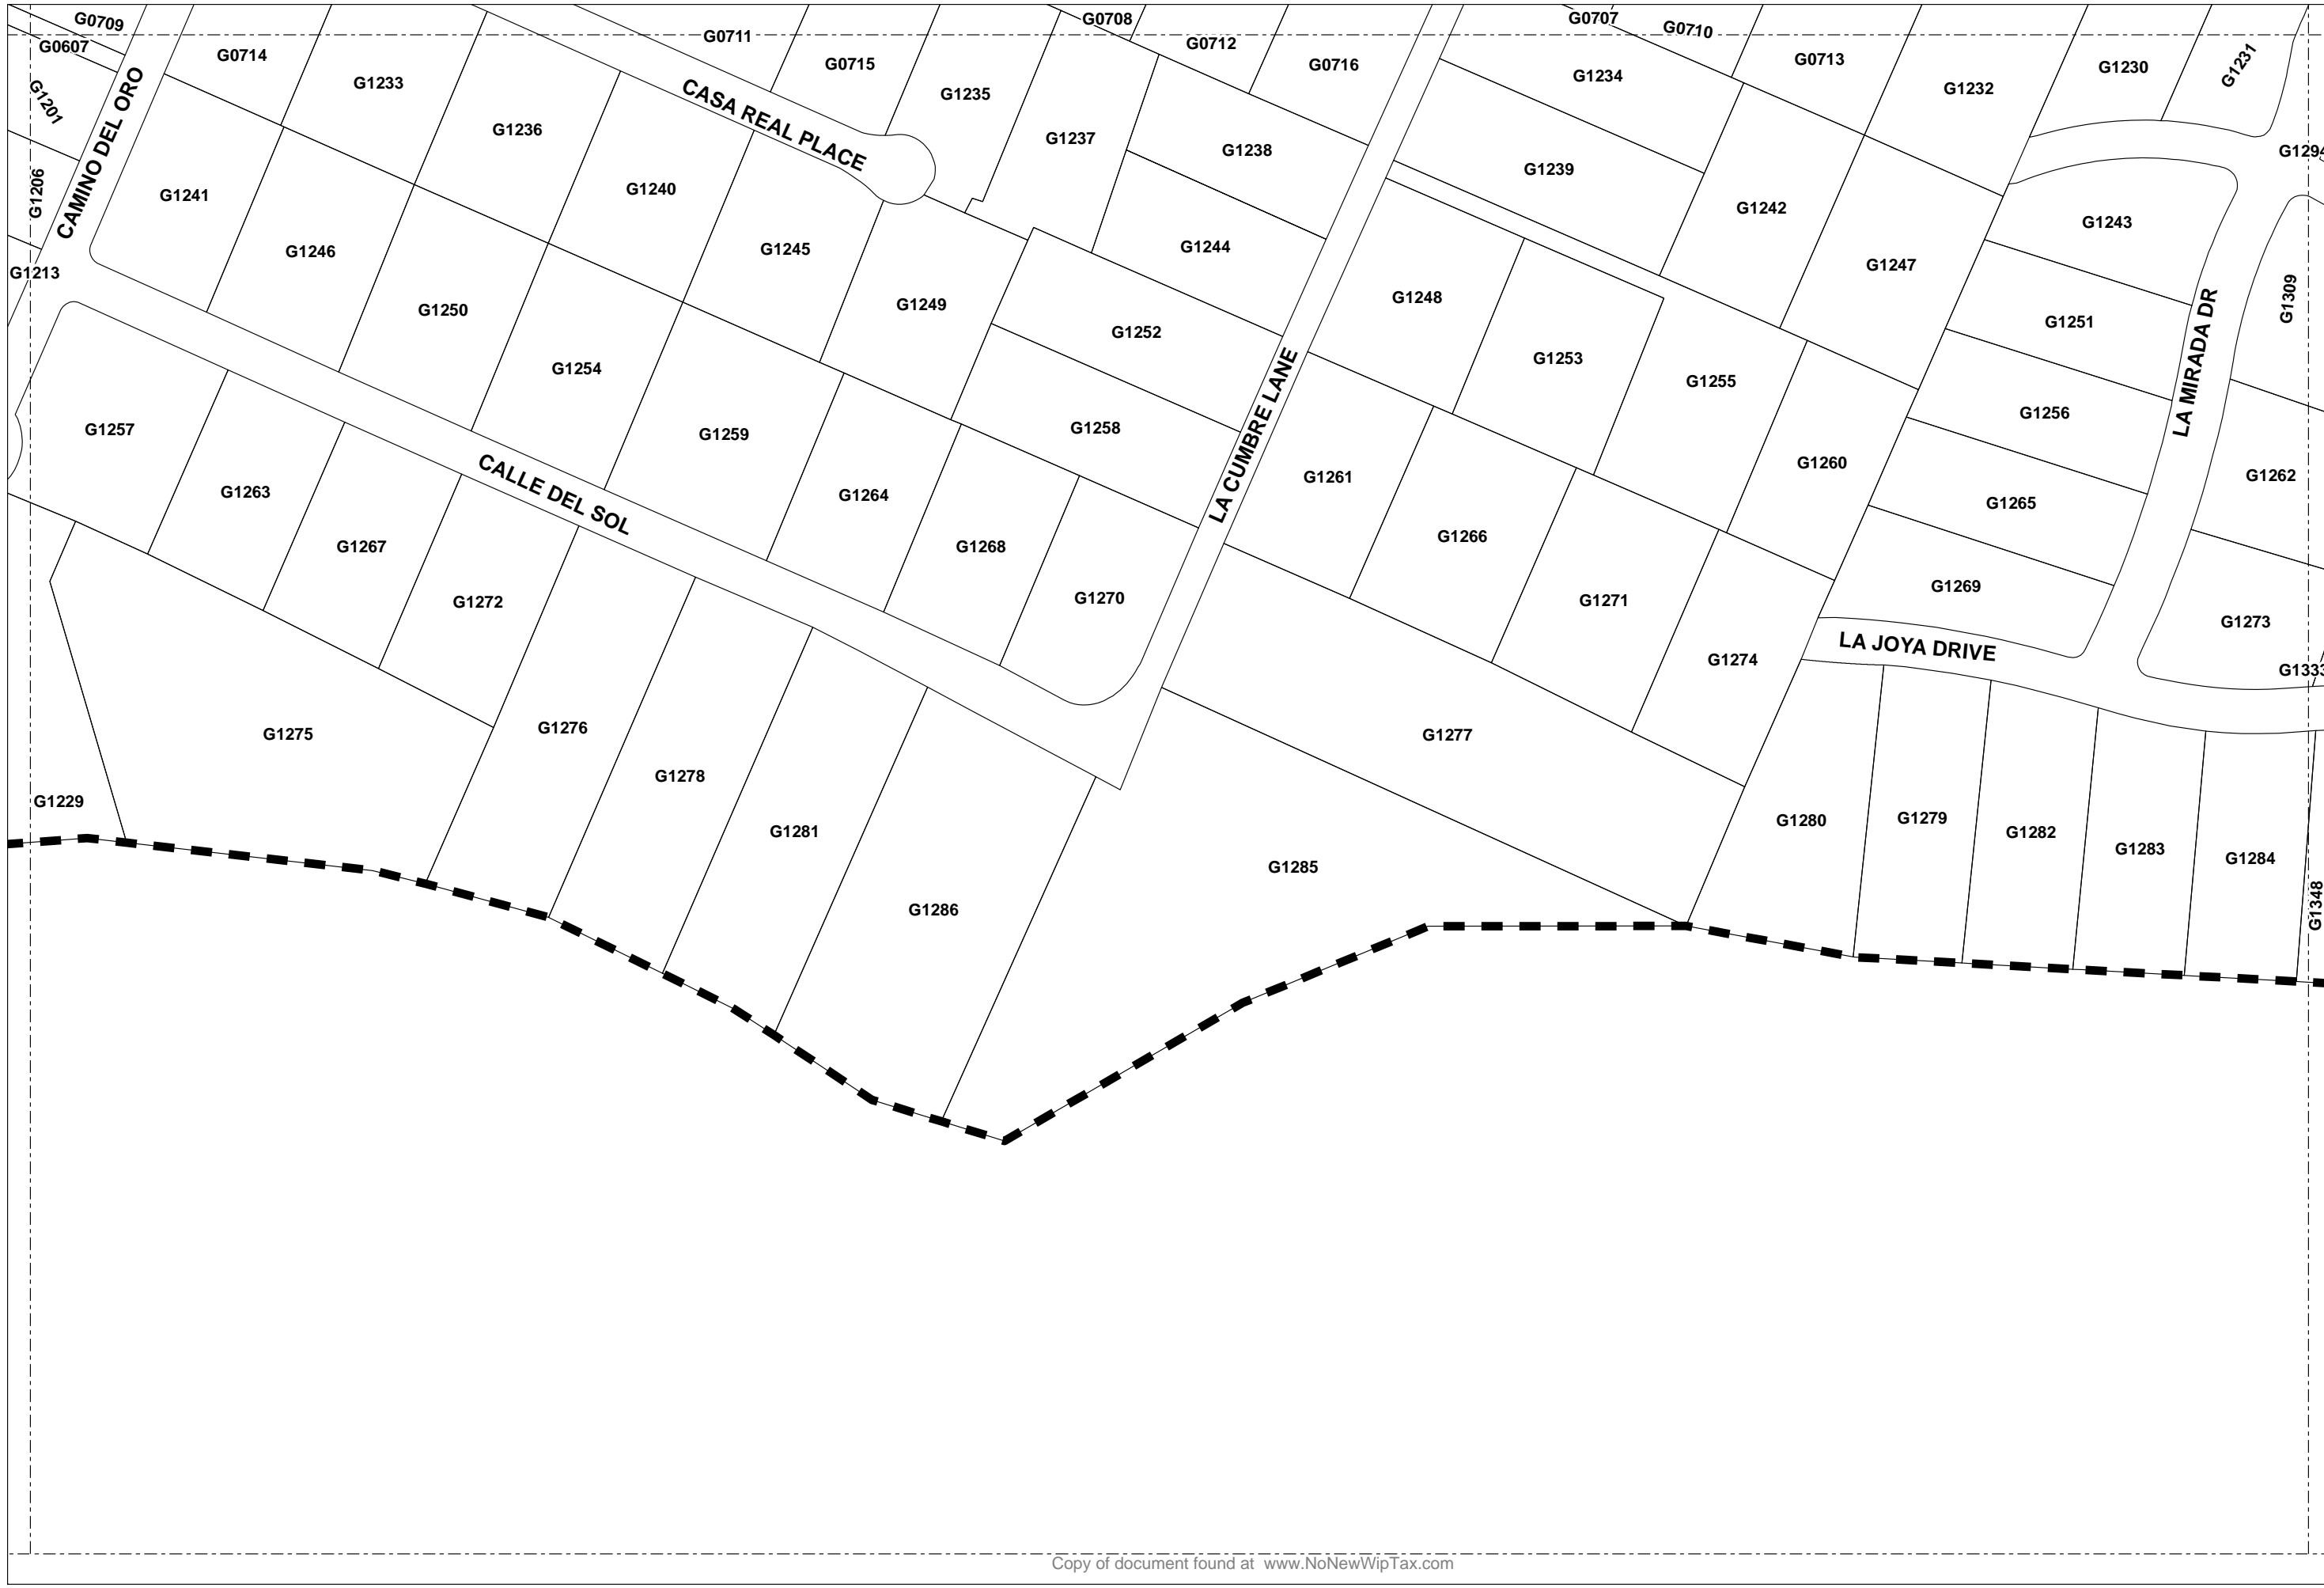 G0709
G0607
G0714
G1233
G0711
G0715
G0708
G0712
G0716
G0707
G0710
G0713
G1230
G1231
G1201
CAMINO DEL ORO
G1236
CASA REAL PLACE
G1235
G1237
G1238
G1234
G1232
G1294
G1206
G1241
G1240
G1239
G1242
G1243
G1213
G1246
G1245
G1244
G1247
G1250
G1249
G1252
G1248
G1251
G1309
G1254
G1253
G1255
LA MIRADA DR
G1257
G1259
G1258
LA CUMBRE LANE
G1256
G1263
CALLE DEL SOL
G1264
G1261
G1260
G1265
G1262
G1267
G1268
G1266
G1272
G1270
G1271
G1269
G1273
LA JOYA DRIVE
G1274
G1333
G1275
G1276
G1277
G1278
G1229
G1281
G1280
G1279
G1282
G1283
G1284
G1285
G1286
G1348
Copy of document found at www.NoNewWipTax.com